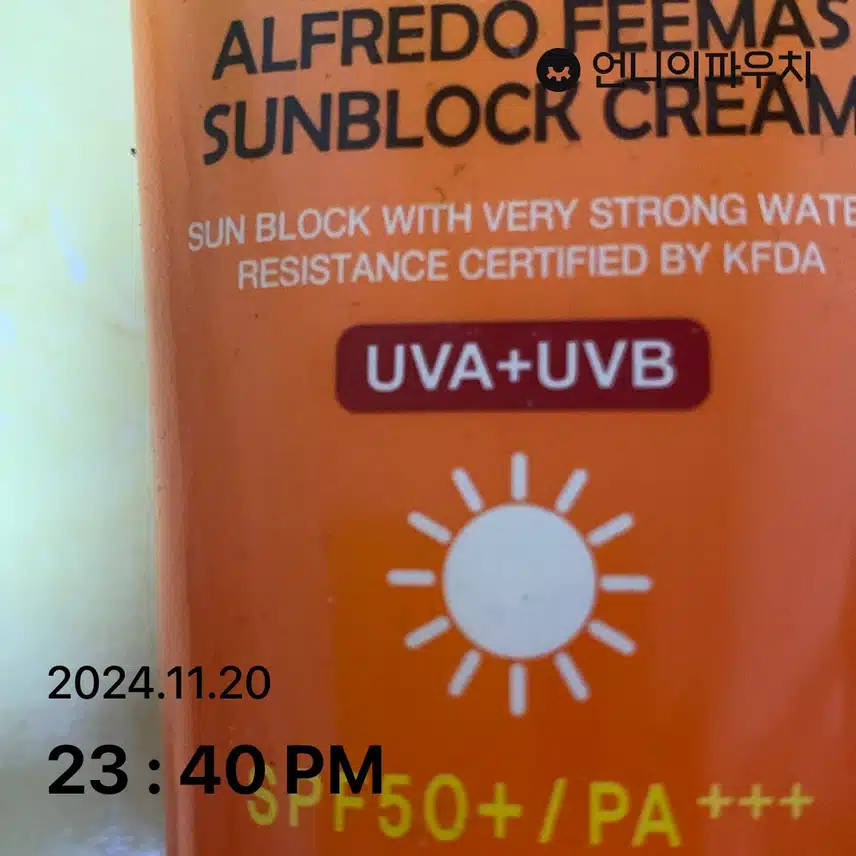 ALFREDO FEEMAS
언니의파우치
SUNBLOCK CREAM
SUN BLOCK WITH VERY STRONG WATE
RESISTANCE CERTIFIED BY KFDA
UVA+UVB
2024.11.20
23 : 40 PM
SPF50+/PA+++